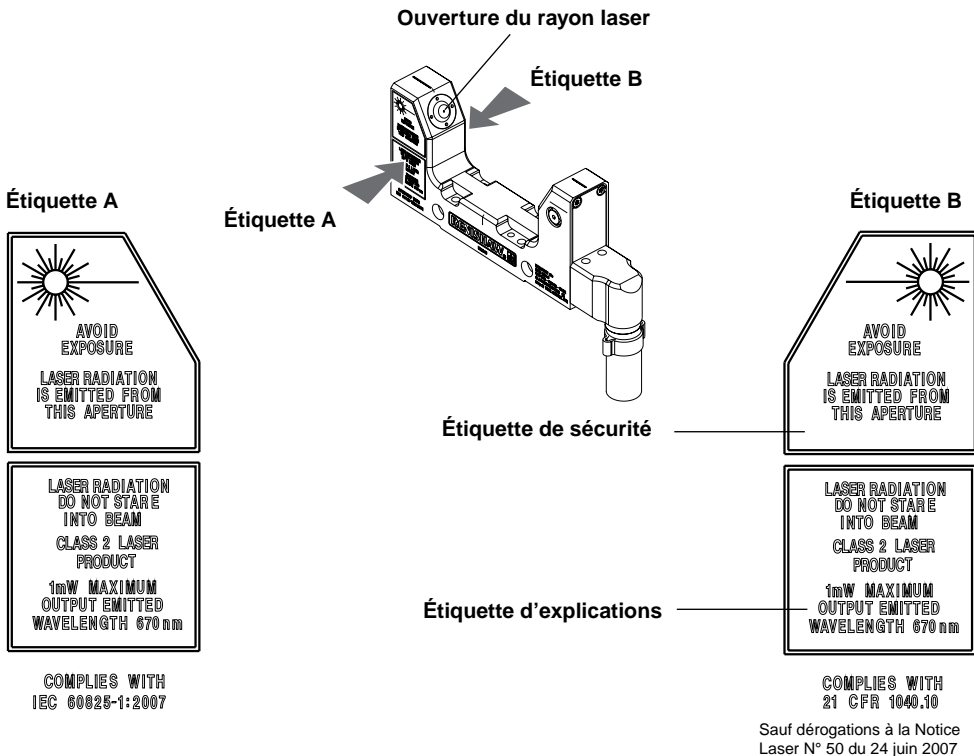 Ouverture du rayon laser
Étiquette B
Étiquette A
Étiquette A
AVOID
EXPOSURE
LASER RADIATION
IS EMITTED FROM
THIS APERTURE
LASER RADIATION
DO NOT STARE
INTO BEAM
CLASS 2 LASER
PRODUCT
1mW MAXIMUM
OUTPUT EMITTED
WAVELENGTH 670 nm
COMPLIES WITH
IEC 60825-1:2007
RENISHAW
Étiquette de sécurité
Étiquette d'explications
Étiquette B
AVOID
EXPOSURE
LASER RADIATION
IS EMITTED FROM
THIS APERTURE
LASER RADIATION
DO NOT STARE
INTO BEAM
CLASS 2 LASER
PRODUCT
1mW MAXIMUM
OUTPUT EMITTED
WAVELENGTH 670 nm
COMPLIES WITH
21 CFR 1040.10
Sauf dérogations à la Notice
Laser N° 50 du 24 juin 2007